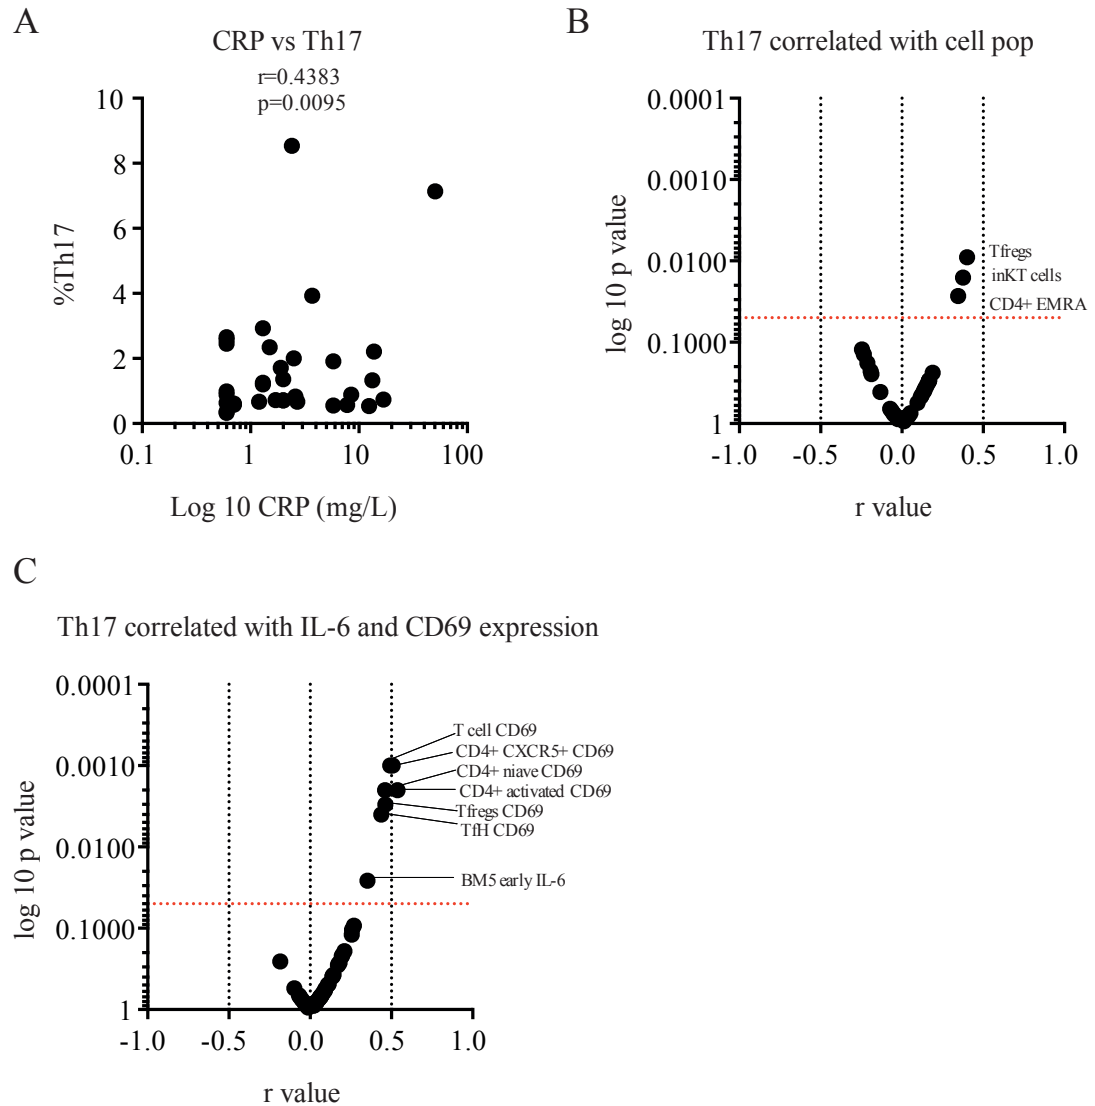 A
CRP vs Th17
r=0.4383
p=0.0095
10
8
6
4
2
0
%Th17
0.1
1
10
100
Log 10 CRP (mg/L)
B
Th17 correlated with cell pop
0.0001
0.0010
0.0100
0.1000
1
log 10 p value
Tfregs
inKT cells
CD4+ EMRA
-1.0
-0.5
0.0
0.5
1.0
r value
C
Th17 correlated with IL-6 and CD69 expression
0.0001
0.0010
0.0100
0.1000
1
log 10 p value
T cell CD69
CD4+ CXCR5+ CD69
CD4+ niave CD69
CD4+ activated CD69
Tfregs CD69
TfH CD69
BM5 early IL-6
-1.0
-0.5
0.0
0.5
1.0
r value